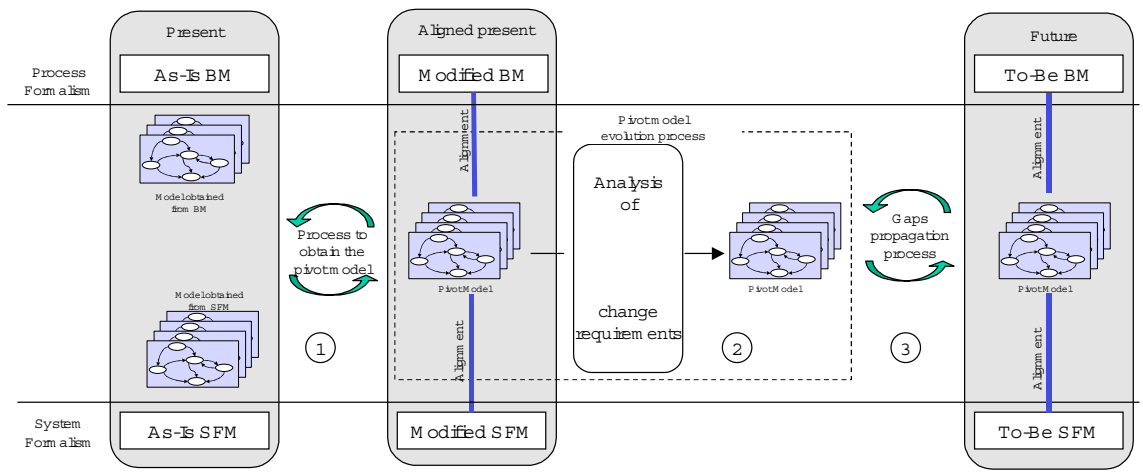 Present
Aligned present
Future
As-Is BM
Modified BM
To-Be BM
Process
Formalism
Pivot model
evolution process
Alignment
Alignment
Model obtained
from BM
Analysis
of
Process to
obtain the
pivot model
Gaps
propagation
process
Pivot Model
Pivot Model
Pivot Model
Model obtained
from SFM
change
requirements
1
2
3
Alignment
Alignment
System
Formalism
As-Is SFM
Modified SFM
To-Be SFM